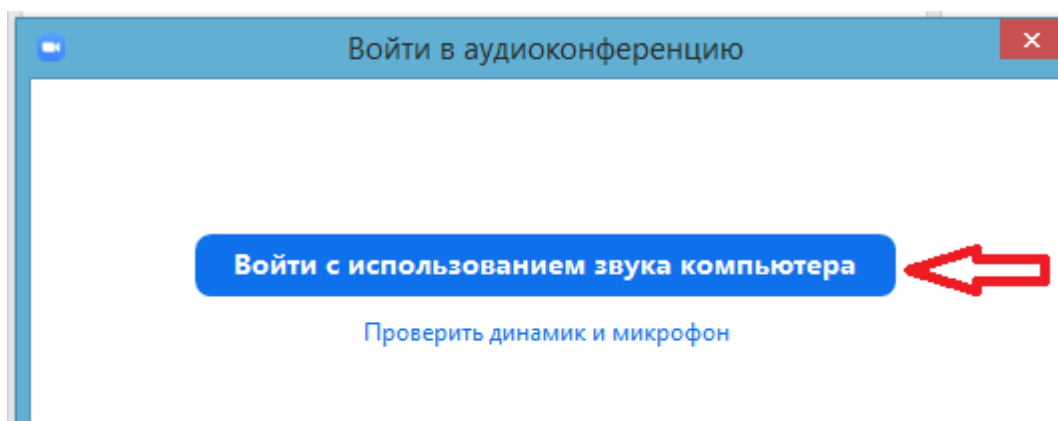 Войти в аудиоконференцию
Войти с использованием звука компьютера
Проверить динамик и микрофон